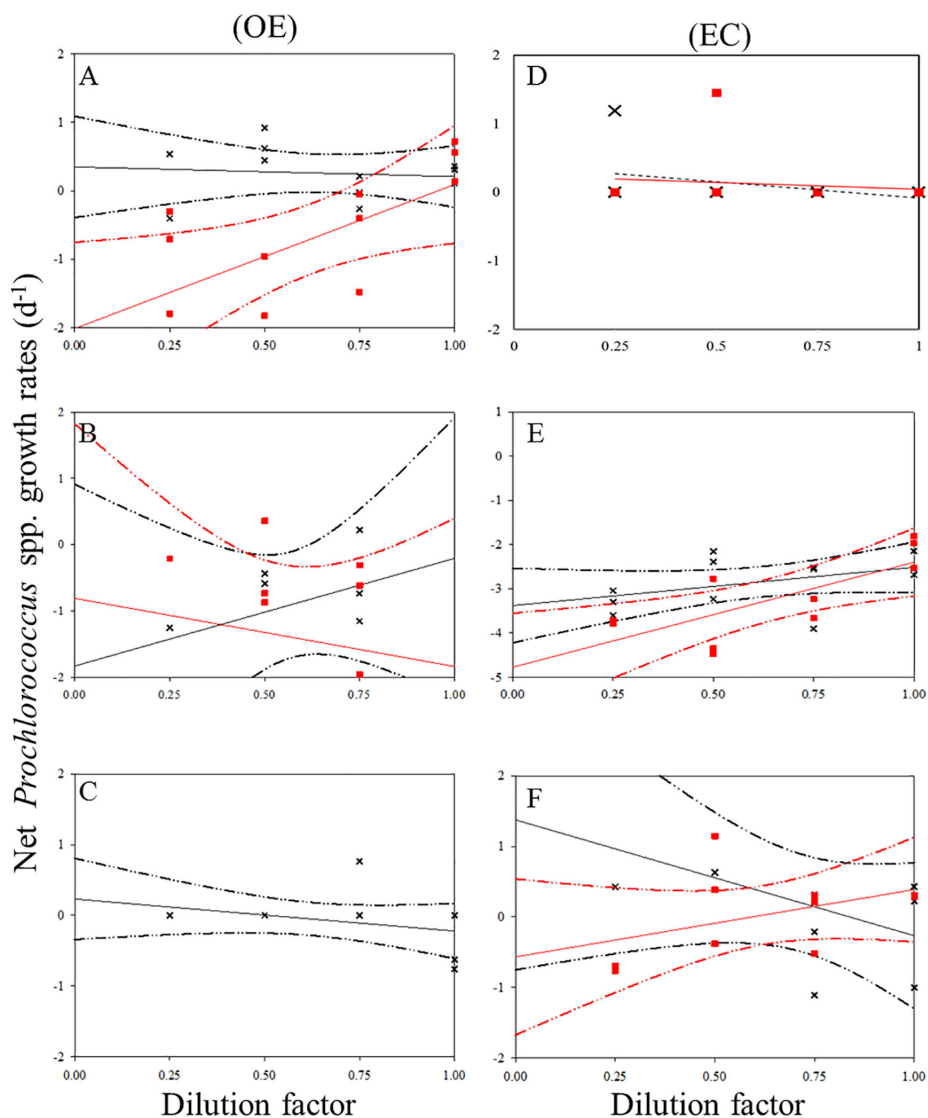 (OE)
(EC)
Net Prochlorococcus spp. growth rates (d-1)
A
2
1
0
-1
-2
0.00 0.25 0.50 0.75 1.00
D
2
1
0
-1
-2
0 0.25 0.5 0.75 1
B
2
1
0
-1
-2
0.00 0.25 0.50 0.75 1.00
E
1
0
-1
-2
-3
-4
-5
0.00 0.25 0.50 0.75 1.00
C
2
1
0
-1
-2
0.00 0.25 0.50 0.75 1.00
F
2
1
0
-1
-2
0.00 0.25 0.50 0.75 1.00
Dilution factor
Dilution factor